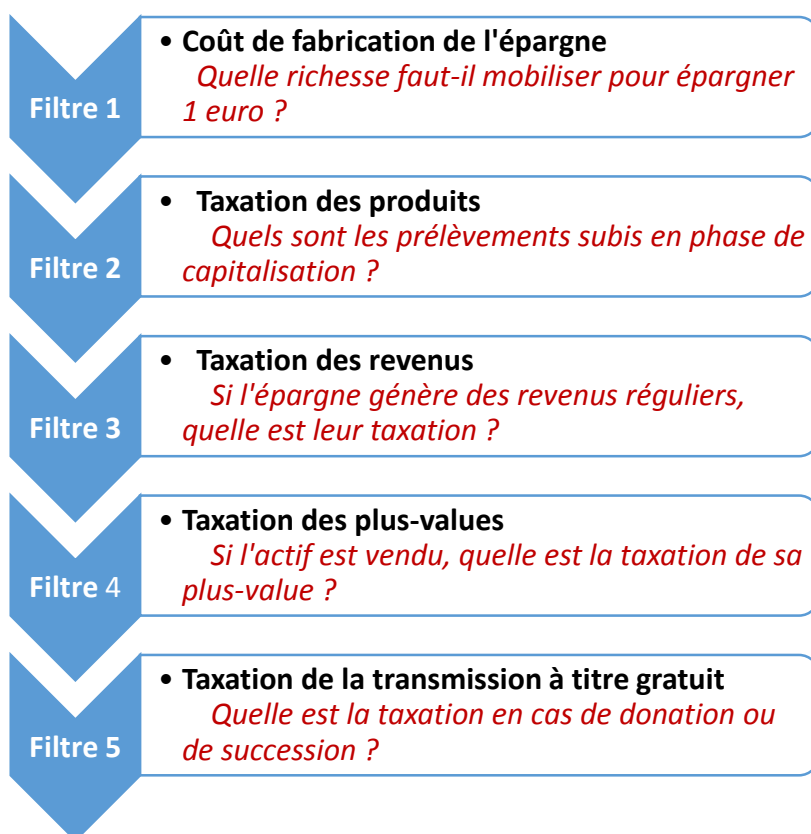 Filtre 1
• Coût de fabrication de l'épargne
Quelle richesse faut-il mobiliser pour épargner
1 euro ?
Filtre 2
• Taxation des produits
Quels sont les prélèvements subis en phase de
capitalisation ?
Filtre 3
• Taxation des revenus
Si l'épargne génère des revenus réguliers,
quelle est leur taxation ?
Filtre 4
• Taxation des plus-values
Si l'actif est vendu, quelle est la taxation de sa
plus-value ?
Filtre 5
• Taxation de la transmission à titre gratuit
Quelle est la taxation en cas de donation ou
de succession ?